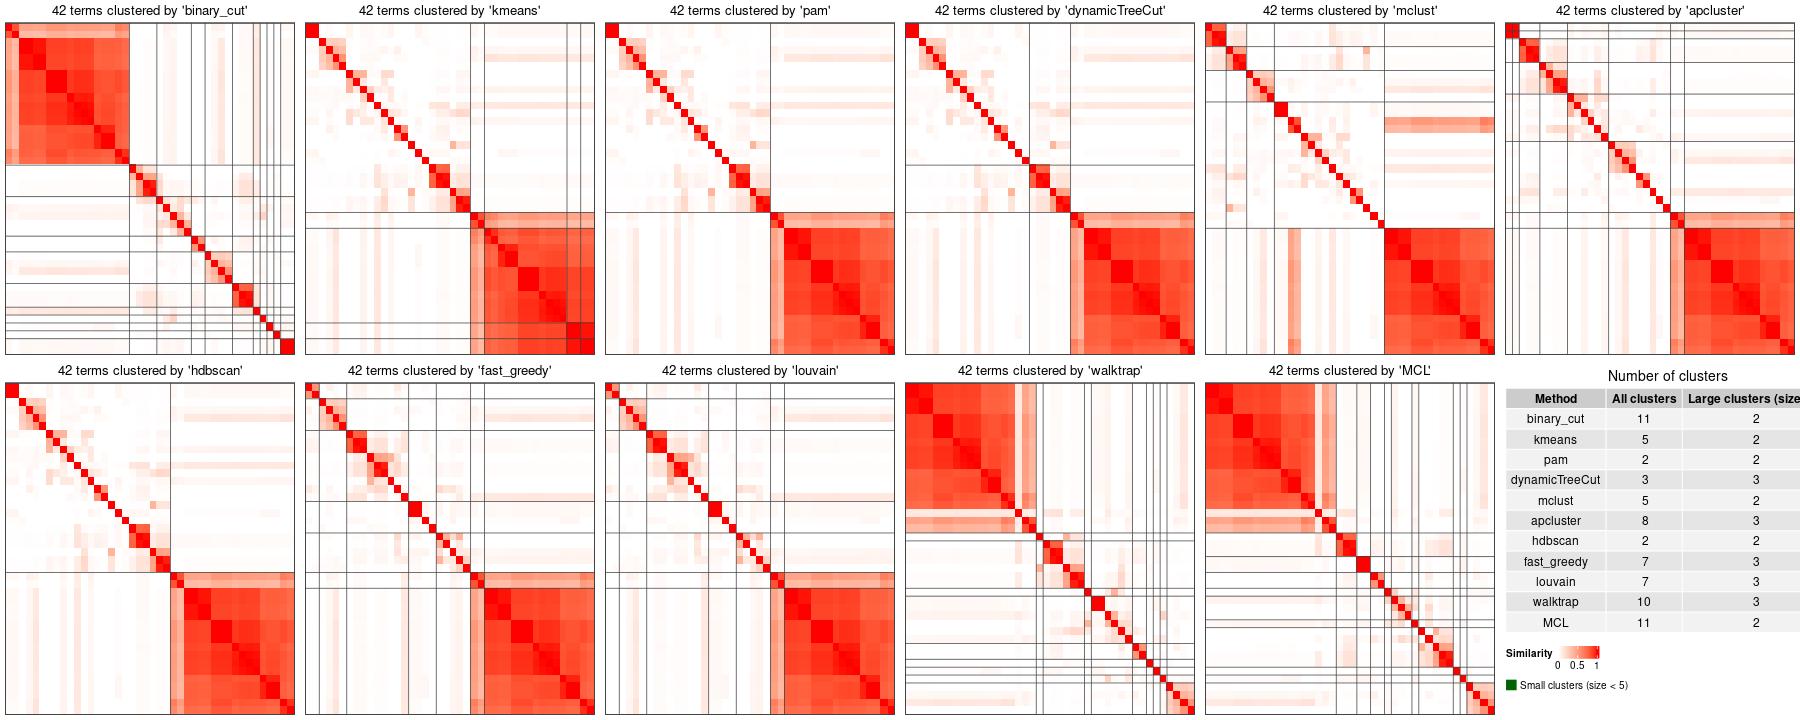 42 terms clustered by 'binary_cut'
42 terms clustered by 'kmeans'
42 terms clustered by 'pam'
42 terms clustered by 'dynamicTreeCut'
42 terms clustered by 'mclust'
42 terms clustered by 'apcluster'
42 terms clustered by 'hdbscan'
42 terms clustered by 'fast_greedy'
42 terms clustered by 'louvain'
42 terms clustered by 'walktrap'
42 terms clustered by 'MCL'
Number of clusters
Method All clusters Large clusters (size
binary_cut 11 2
kmeans 5 2
pam 2 2
dynamicTreeCut 3 3
mclust 5 2
apcluster 8 3
hdbscan 2 2
fast_greedy 7 3
louvain 7 3
walktrap 10 3
MCL 11 2
Similarity
0 0.5 1
Small clusters (size < 5)